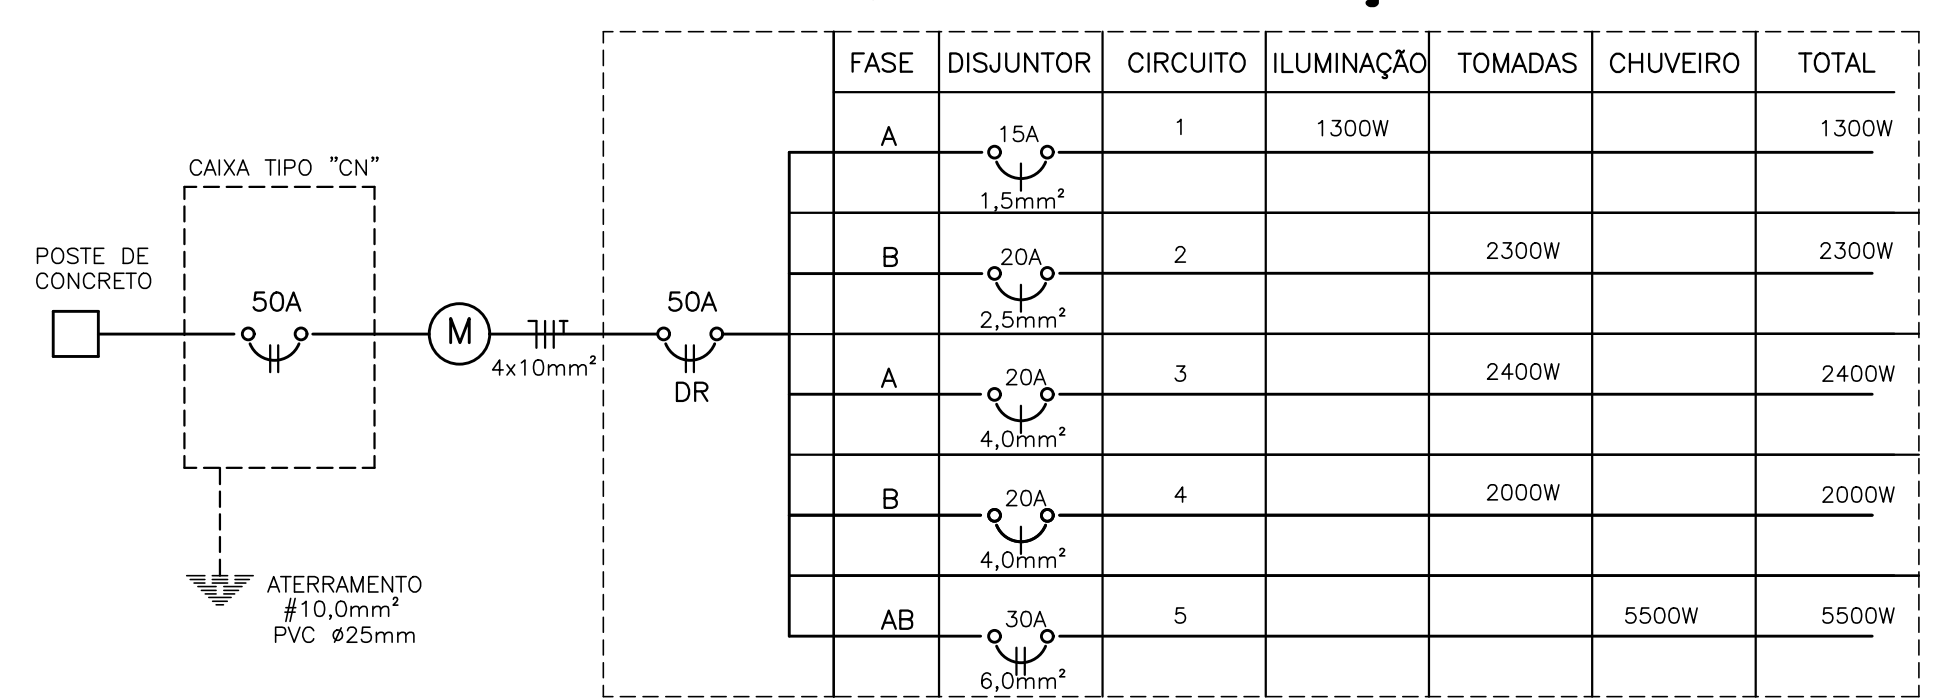 FASE DISJUNTOR CIRCUITO ILUMINAÇÃO TOMADAS CHUVEIRO TOTAL
A 15A 1 1300W 1300W
1,5mm²
B 20A 2 2300W 2300W
2,5mm²
A 20A 3 2400W 2400W
4,0mm²
B 20A 4 2000W 2000W
4,0mm²
AB 30A 5 5500W 5500W
6,0mm²
CAIXA TIPO "CN"
POSTE DE
CONCRETO
50A
M
4x10mm²
50A
DR
ATERRAMENTO
#10,0mm²
PVC ø25mm